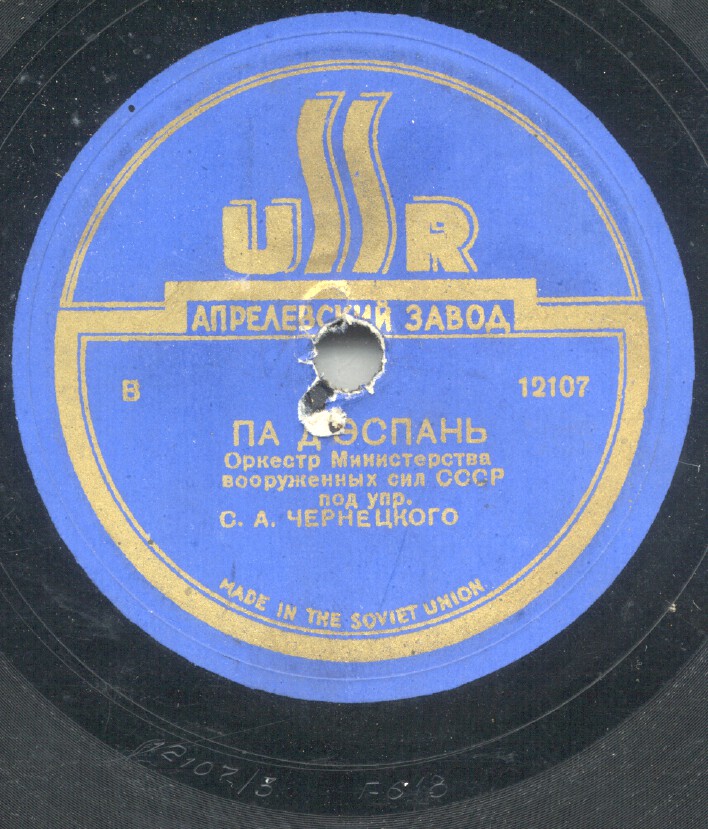 USSR
АПРЕЛЕВСКИЙ ЗАВОД
В 12107
ПА Д'ЭСПАНЬ
Оркестр Министерства
вооруженных сил СССР
под упр.
С. А. ЧЕРНЕЦКОГО
MADE IN THE SOVIET UNION
12107/3